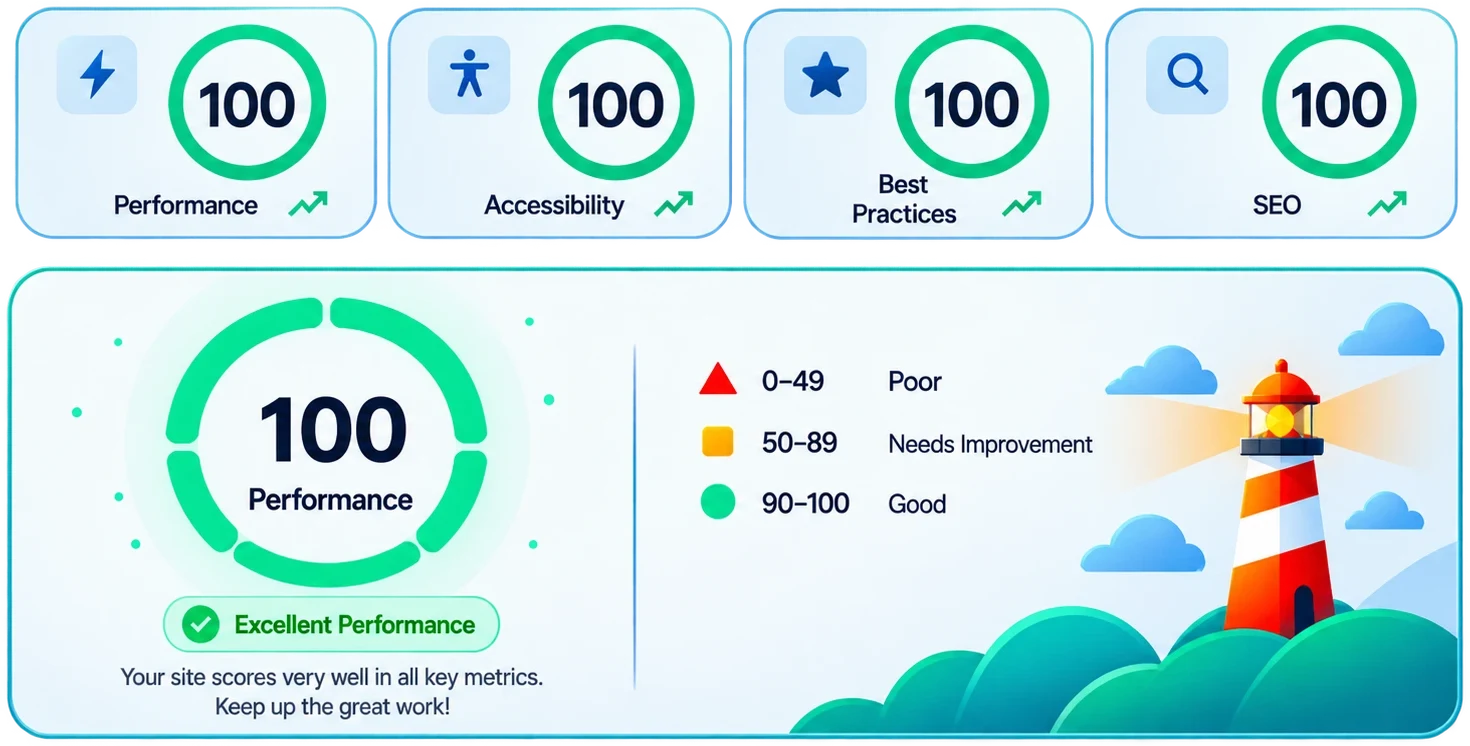 100
Performance
100
Accessibility
100
Best
Practices
100
SEO
100
Performance
Excellent Performance
Your site scores very well in all key metrics.
Keep up the great work!
0–49 Poor
50–89 Needs Improvement
90–100 Good